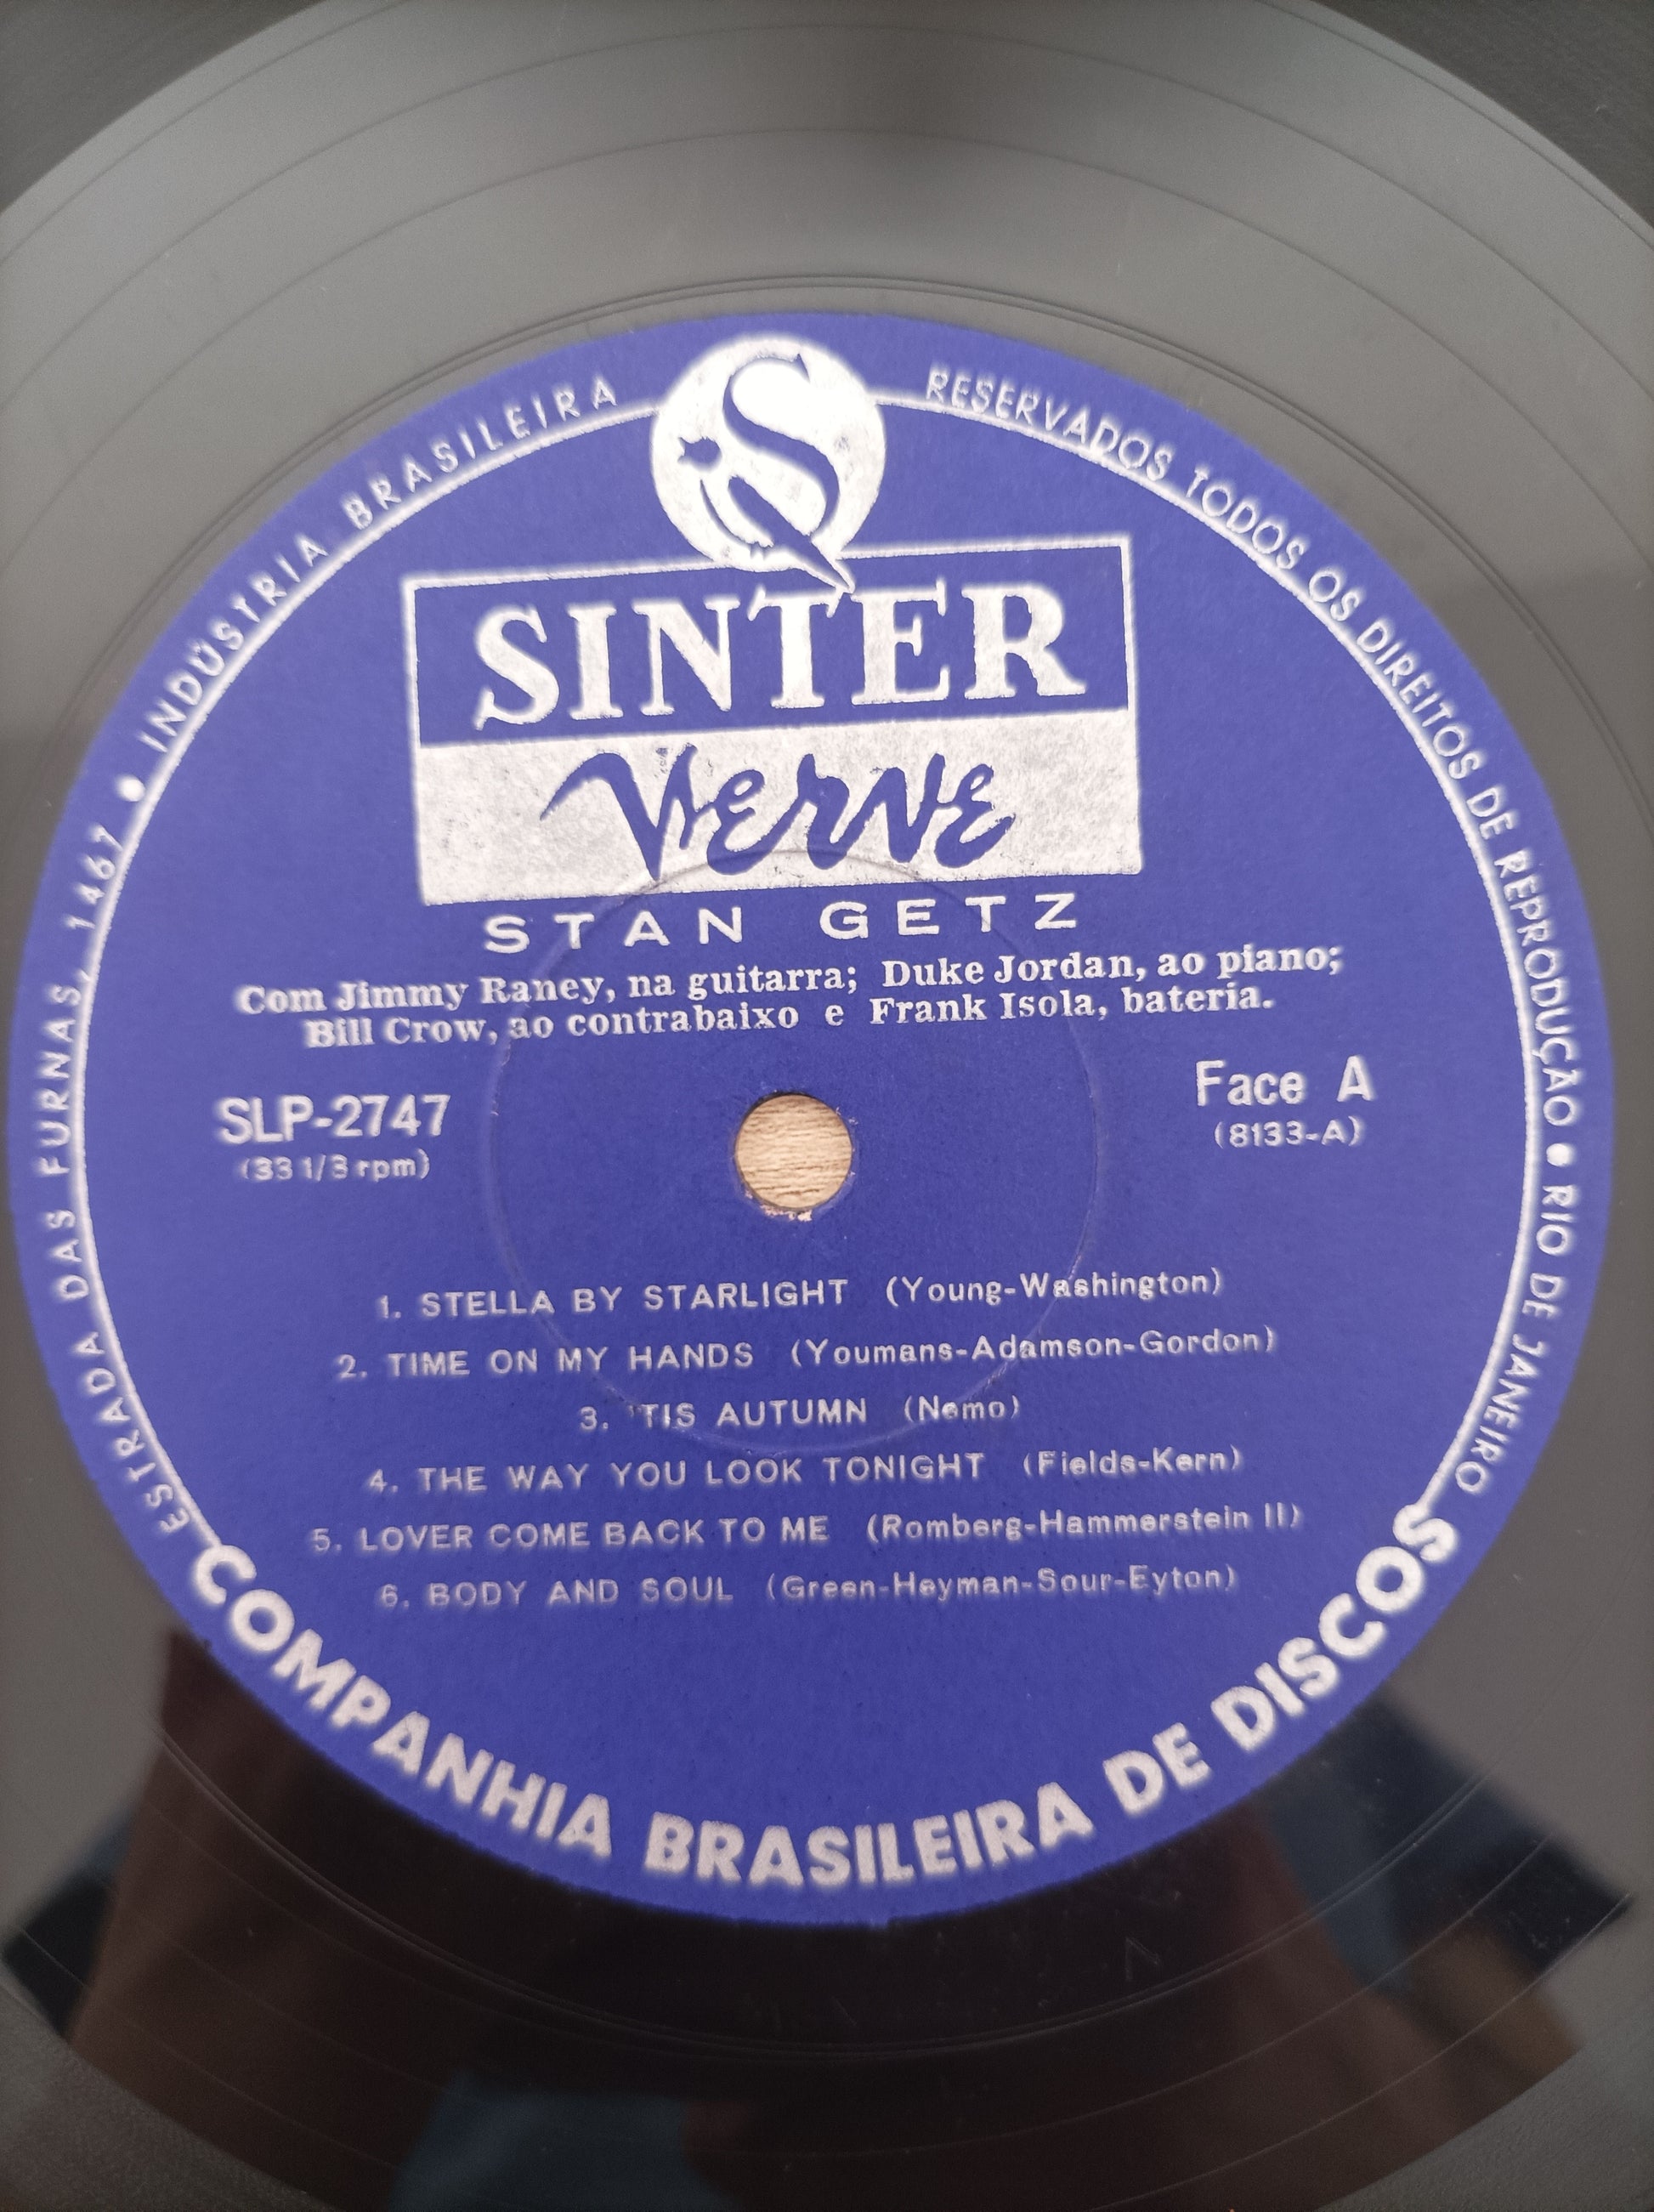 INDÚSTRIA BRASILEIRA
RESERVADOS TODOS OS DIREITOS DE REPRODUÇÃO • RIO DE JANEIRO
S
SINTER
Verve
STAN GETZ
Com Jimmy Raney, na guitarra; Duke Jordan, ao piano;
Bill Crow, ao contrabaixo e Frank Isola, bateria.
SLP-2747
(33 1/3 rpm)
Face A
(8133-A)
1. STELLA BY STARLIGHT (Young-Washington)
2. TIME ON MY HANDS (Youmans-Adamson-Gordon)
3. 'TIS AUTUMN (Nemo)
4. THE WAY YOU LOOK TONIGHT (Fields-Kern)
5. LOVER COME BACK TO ME (Romberg-Hammerstein II)
6. BODY AND SOUL (Green-Heyman-Sour-Eyton)
ESTRADA DAS FURNAS, 1467 •
COMPANHIA BRASILEIRA DE DISCOS